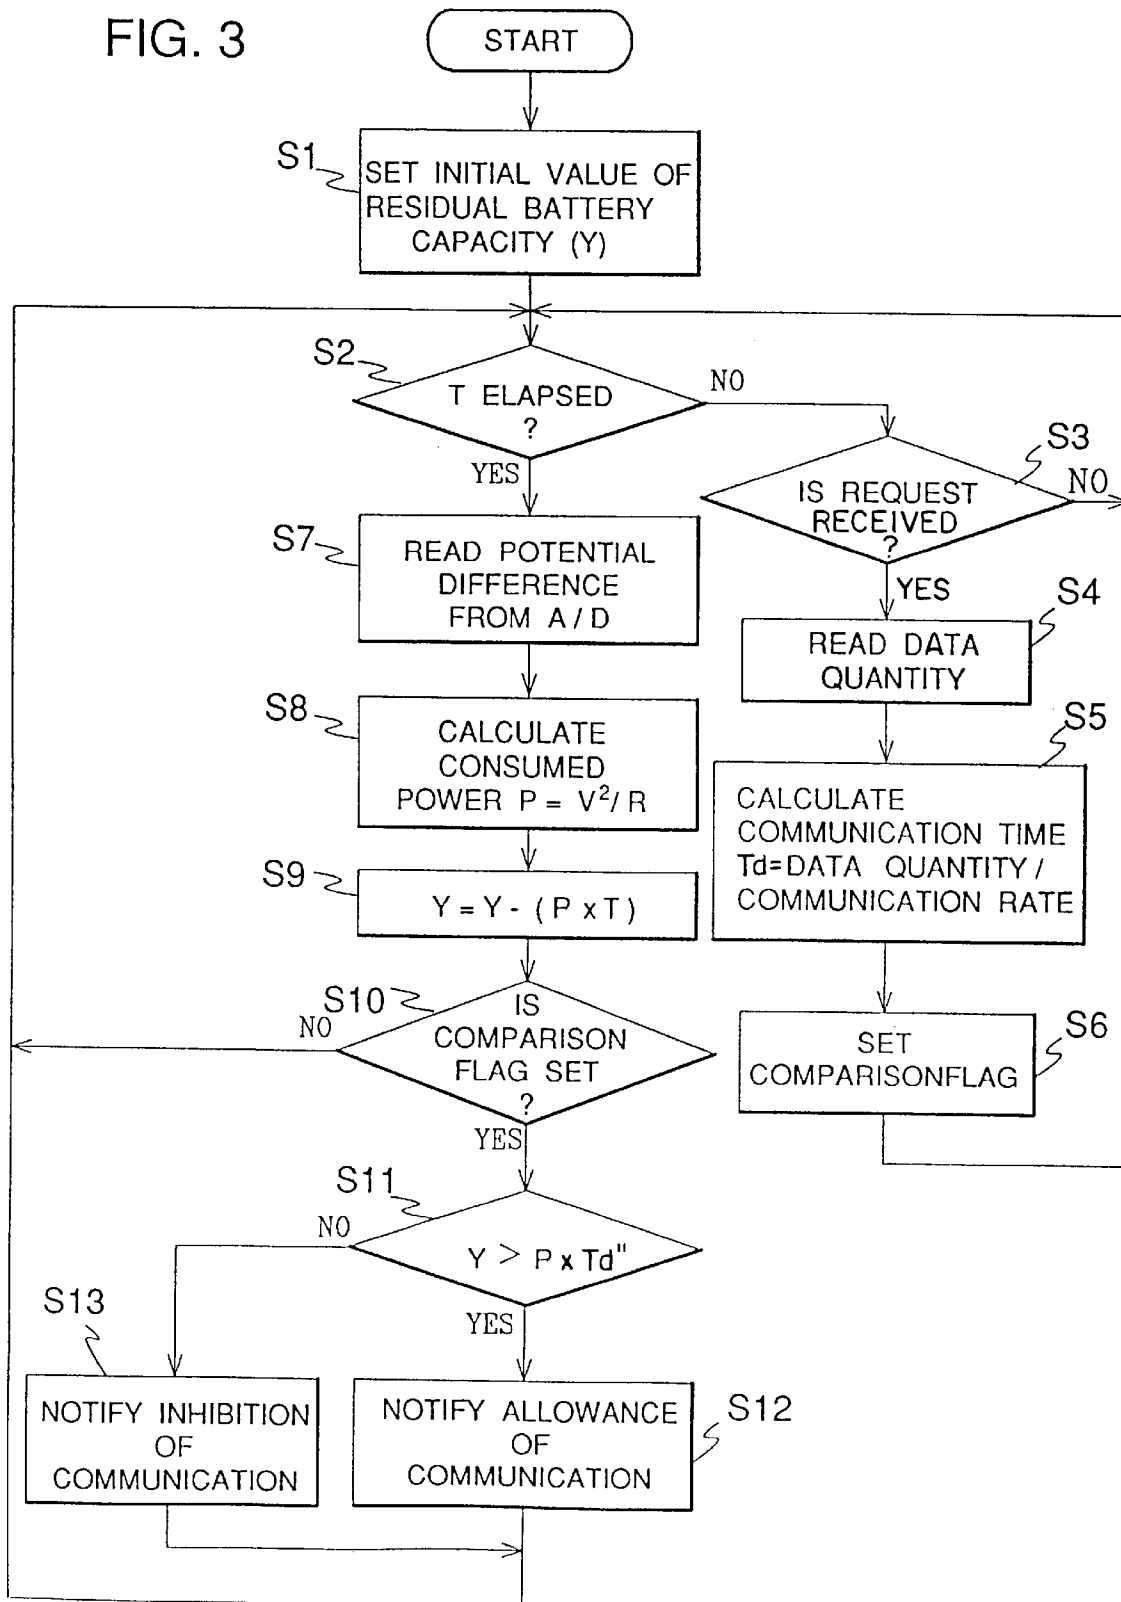 FIG. 3
START
S1
SET INITIAL VALUE OF
RESIDUAL BATTERY
CAPACITY (Y)
S2
T ELAPSED
?
NO
YES
S3
IS REQUEST
RECEIVED
?
NO
YES
S7
READ POTENTIAL
DIFFERENCE
FROM A/D
S4
READ DATA
QUANTITY
S8
CALCULATE
CONSUMED
POWER P = V²/R
S5
CALCULATE
COMMUNICATION TIME
Td=DATA QUANTITY/
COMMUNICATION RATE
S9
Y = Y - (P x T)
S10
IS
COMPARISON
FLAG SET
?
NO
YES
S6
SET
COMPARISONFLAG
S11
Y > P x Td"
NO
YES
S13
NOTIFY INHIBITION
OF
COMMUNICATION
S12
NOTIFY ALLOWANCE
OF
COMMUNICATION